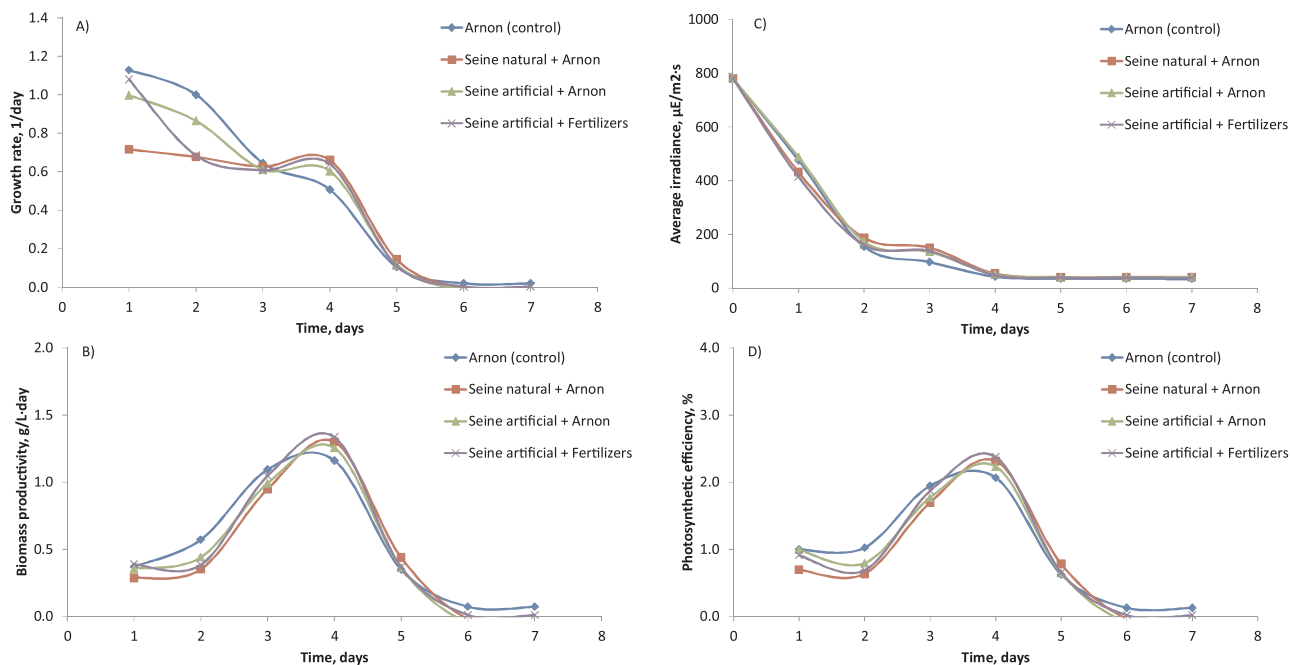 A)
Growth rate, 1/day
1.4
1.2
1.0
0.8
0.6
0.4
0.2
0.0
0 1 2 3 4 5 6 7 8
Time, days
Arnon (control)
Seine natural + Arnon
Seine artificial + Arnon
Seine artificial + Fertilizers
C)
Average irradiance, µE/m2·s
1000
800
600
400
200
0
0 1 2 3 4 5 6 7 8
Time, days
Arnon (control)
Seine natural + Arnon
Seine artificial + Arnon
Seine artificial + Fertilizers
B)
Biomass productivity, g/L·day
2.0
1.5
1.0
0.5
0.0
0 1 2 3 4 5 6 7 8
Time, days
Arnon (control)
Seine natural + Arnon
Seine artificial + Arnon
Seine artificial + Fertilizers
D)
Photosynthetic efficiency, %
4.0
3.0
2.0
1.0
0.0
0 1 2 3 4 5 6 7 8
Time, days
Arnon (control)
Seine natural + Arnon
Seine artificial + Arnon
Seine artificial + Fertilizers